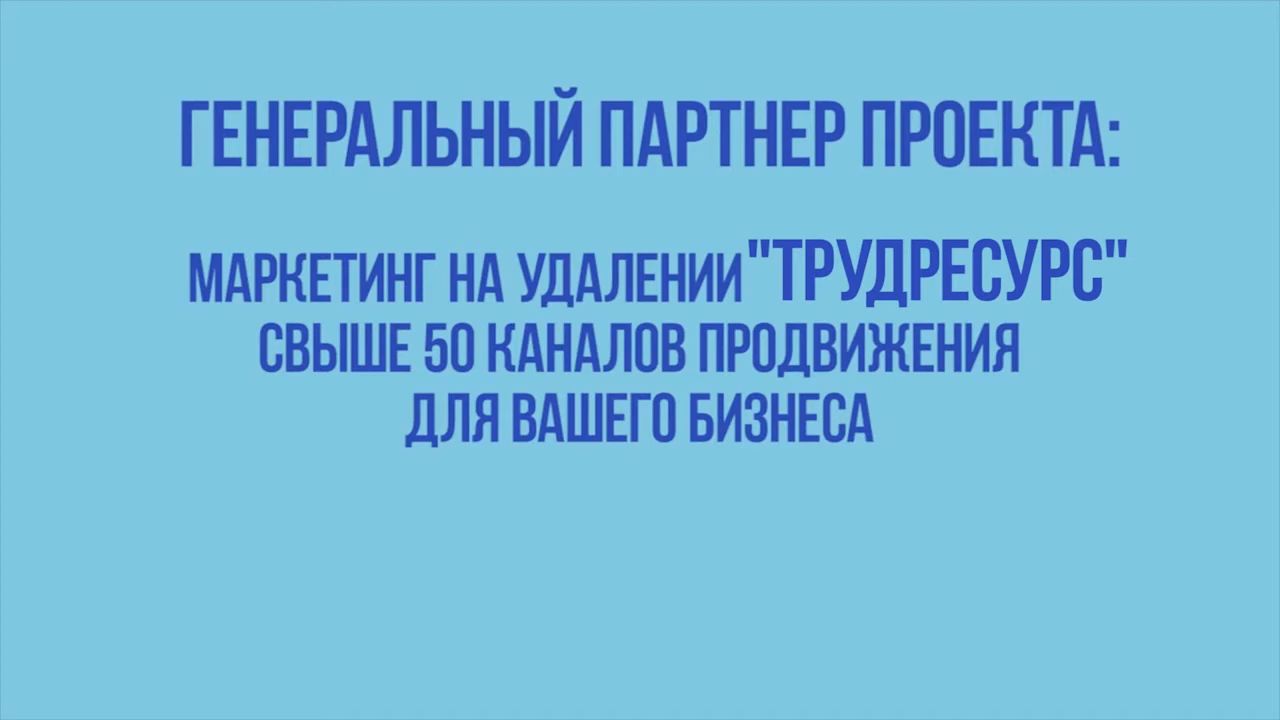 ГЕНЕРАЛЬНЫЙ ПАРТНЕР ПРОЕКТА:
МАРКЕТИНГ НА УДАЛЕНИИ "ТРУДРЕСУРС"
СВЫШЕ 50 КАНАЛОВ ПРОДВИЖЕНИЯ
ДЛЯ ВАШЕГО БИЗНЕСА